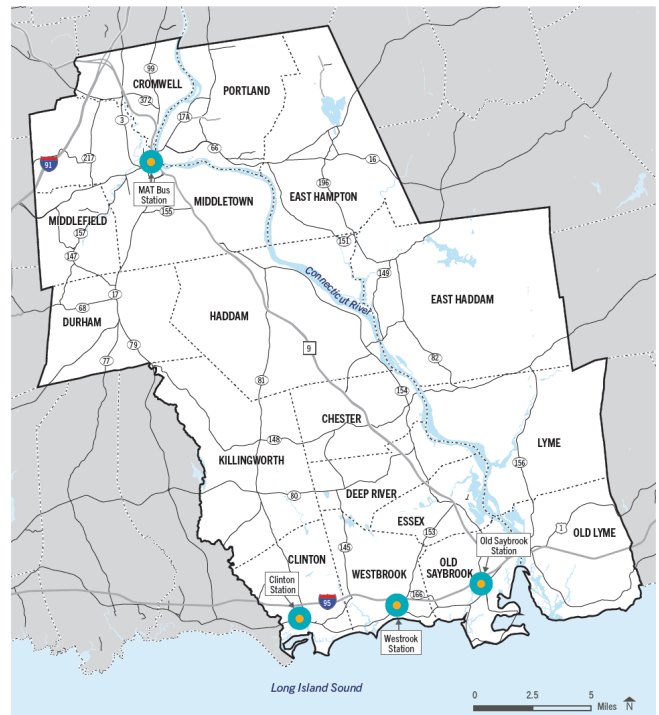 99
CROMWELL
PORTLAND
372
17A
3
66
91
217
16
MAT Bus
Station
196
MIDDLETOWN
EAST HAMPTON
155
MIDDLEFIELD
157
151
147
149
Connecticut River
17
EAST HADDAM
68
HADDAM
DURHAM
9
79
77
82
81
154
CHESTER
148
LYME
KILLINGWORTH
156
80
DEEP RIVER
ESSEX
1
OLD LYME
153
Old Saybrook
Station
145
CLINTON
OLD
SAYBROOK
WESTBROOK
Clinton
Station
95
166
Westrook
Station
Long Island Sound
0
2.5
5
Miles
N